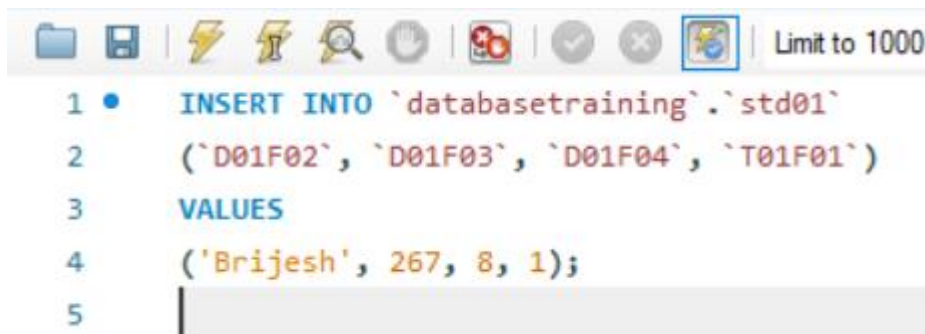 Limit to 1000
1 INSERT INTO `databasetraining`.`std01`
2 (`D01F02`, `D01F03`, `D01F04`, `T01F01`)
3 VALUES
4 ('Brijesh', 267, 8, 1);
5